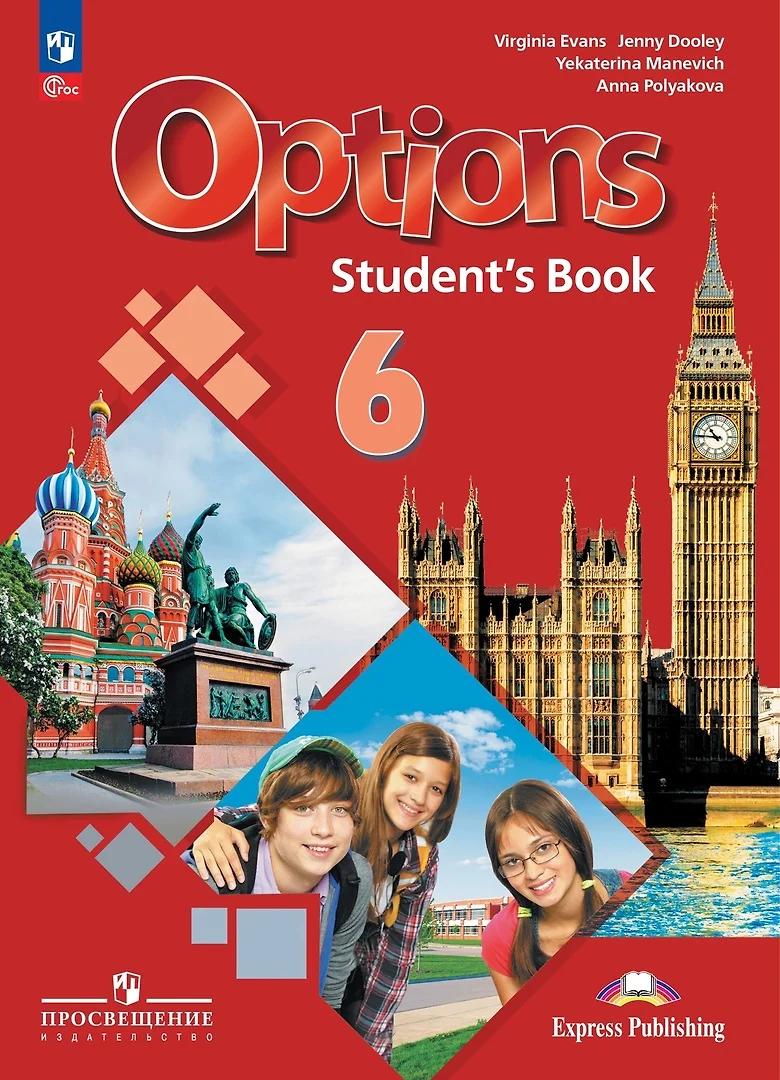 Virginia Evans Jenny Dooley
Yekaterina Manevich
Anna Polyakova
ФГОС
Options
Student's Book
6
ПРОСВЕЩЕНИЕ
ИЗДАТЕЛЬСТВО
Express Publishing